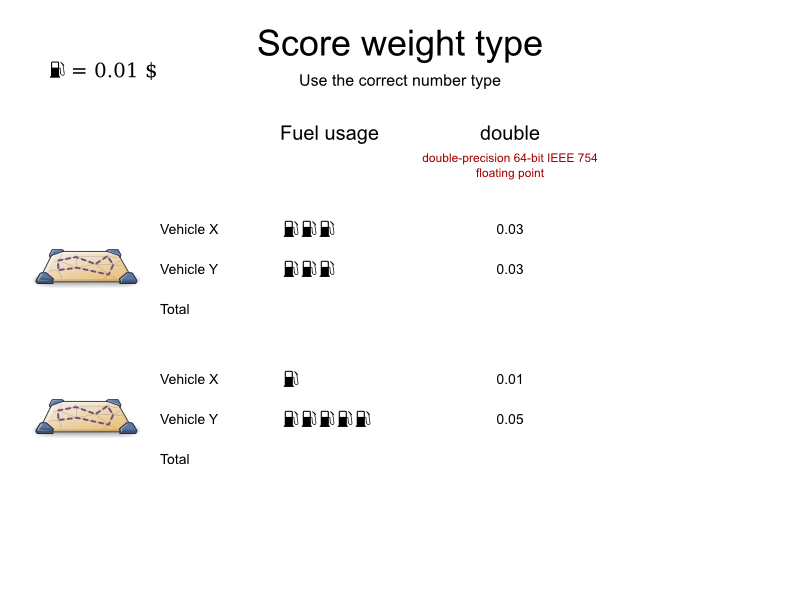 Score weight type
⛽ = 0.01 $
Use the correct number type
Fuel usage double
double-precision 64-bit IEEE 754
floating point
Vehicle X 0.03
Vehicle Y 0.03
Total
Vehicle X 0.01
Vehicle Y 0.05
Total